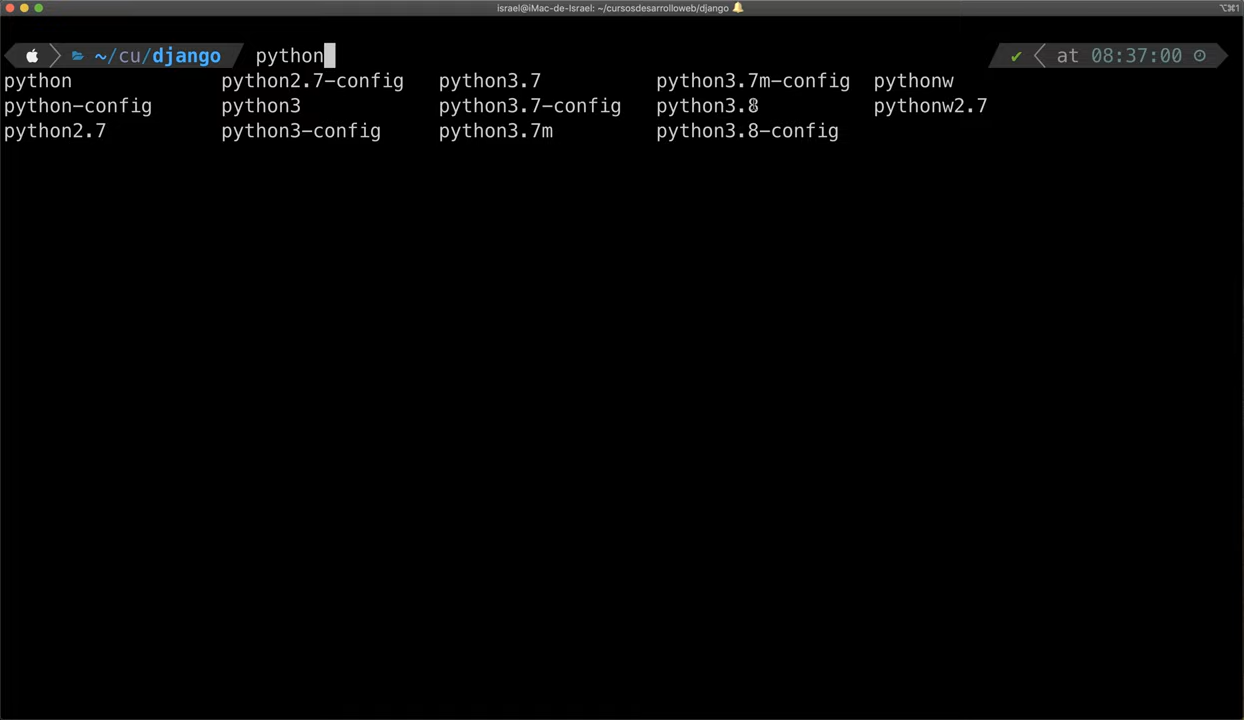 israel@iMac-de-Israel: ~/cursosdesarrolloweb/django
⌥⌘1
~/cu/django python
✔ at 08:37:00
python python2.7-config python3.7 python3.7m-config pythonw
python-config python3 python3.7-config python3.8 pythonw2.7
python2.7 python3-config python3.7m python3.8-config